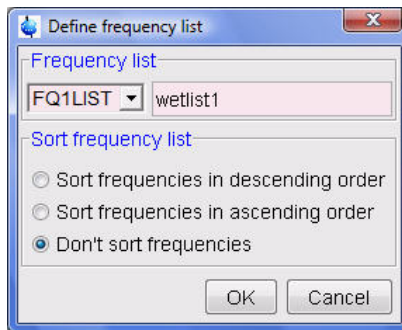 Define frequency list
Frequency list
FQ1LIST wetlist1
Sort frequency list
Sort frequencies in descending order
Sort frequencies in ascending order
Don't sort frequencies
OK Cancel